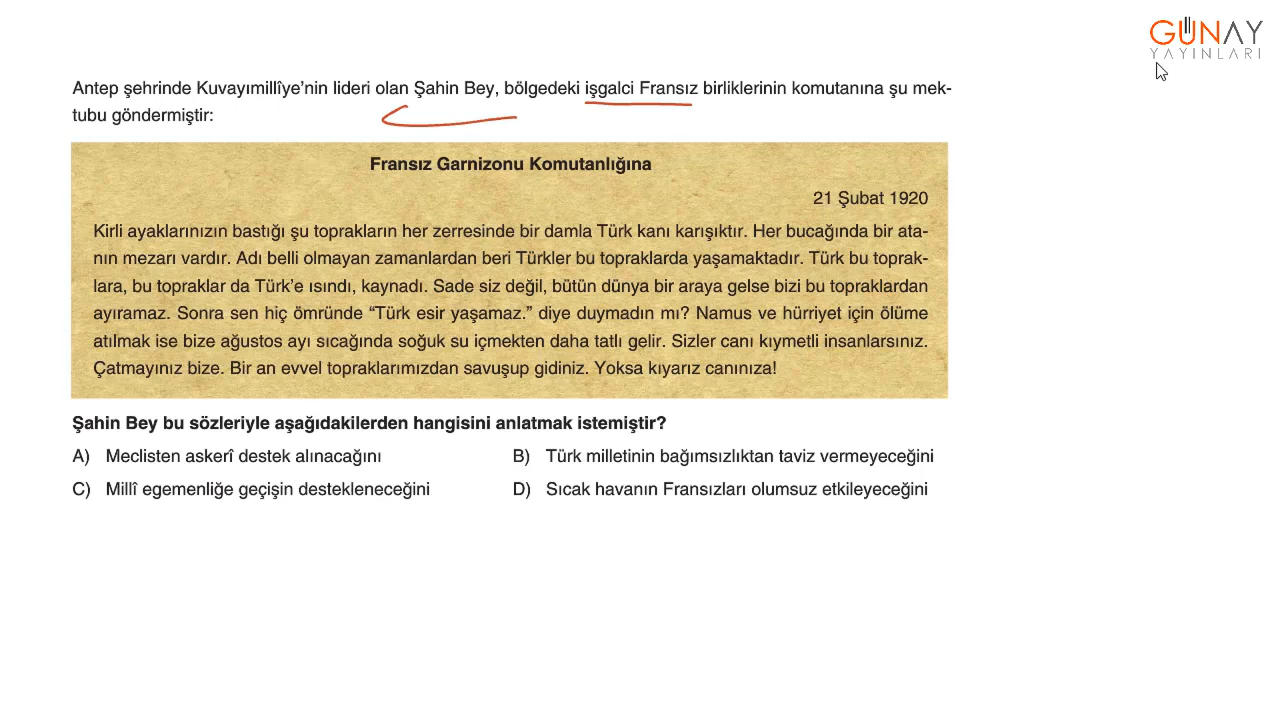 GÜNAY
YAYINLARI
Antep şehrinde Kuvayımillîye’nin lideri olan Şahin Bey, bölgedeki işgalci Fransız birliklerinin komutanına şu mek-
tubu göndermiştir:
Fransız Garnizonu Komutanlığına
21 Şubat 1920
Kirli ayaklarınızın bastığı şu toprakların her zerresinde bir damla Türk kanı karışıktır. Her bucağında bir ata-
nın mezarı vardır. Adı belli olmayan zamanlardan beri Türkler bu topraklarda yaşamaktadır. Türk bu toprak-
lara, bu topraklar da Türk’e ısındı, kaynadı. Sade siz değil, bütün dünya bir araya gelse bizi bu topraklardan
ayıramaz. Sonra sen hiç ömründe “Türk esir yaşamaz.” diye duymadın mı? Namus ve hürriyet için ölüme
atılmak ise bize ağustos ayı sıcağında soğuk su içmekten daha tatlı gelir. Sizler canı kıymetli insanlarsınız.
Çatmayınız bize. Bir an evvel topraklarımızdan savuşup gidiniz. Yoksa kıyarız canınıza!
Şahin Bey bu sözleriyle aşağıdakilerden hangisini anlatmak istemiştir?
A) Meclisten askerî destek alınacağını
B) Türk milletinin bağımsızlıktan taviz vermeyeceğini
C) Millî egemenliğe geçişin destekleneceğini
D) Sıcak havanın Fransızları olumsuz etkileyeceğini